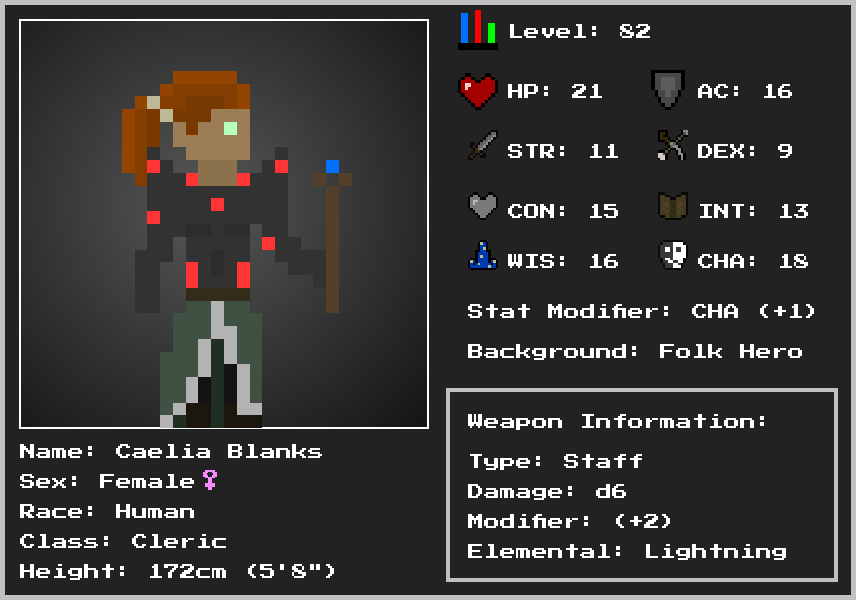 Level: 82
HP: 21
AC: 16
STR: 11
DEX: 9
CON: 15
INT: 13
WIS: 16
CHA: 18
Stat Modifier: CHA (+1)
Background: Folk Hero
Weapon Information:
Type: Staff
Damage: d6
Modifier: (+2)
Elemental: Lightning
Name: Caelia Blanks
Sex: Female♀
Race: Human
Class: Cleric
Height: 172cm (5'8")